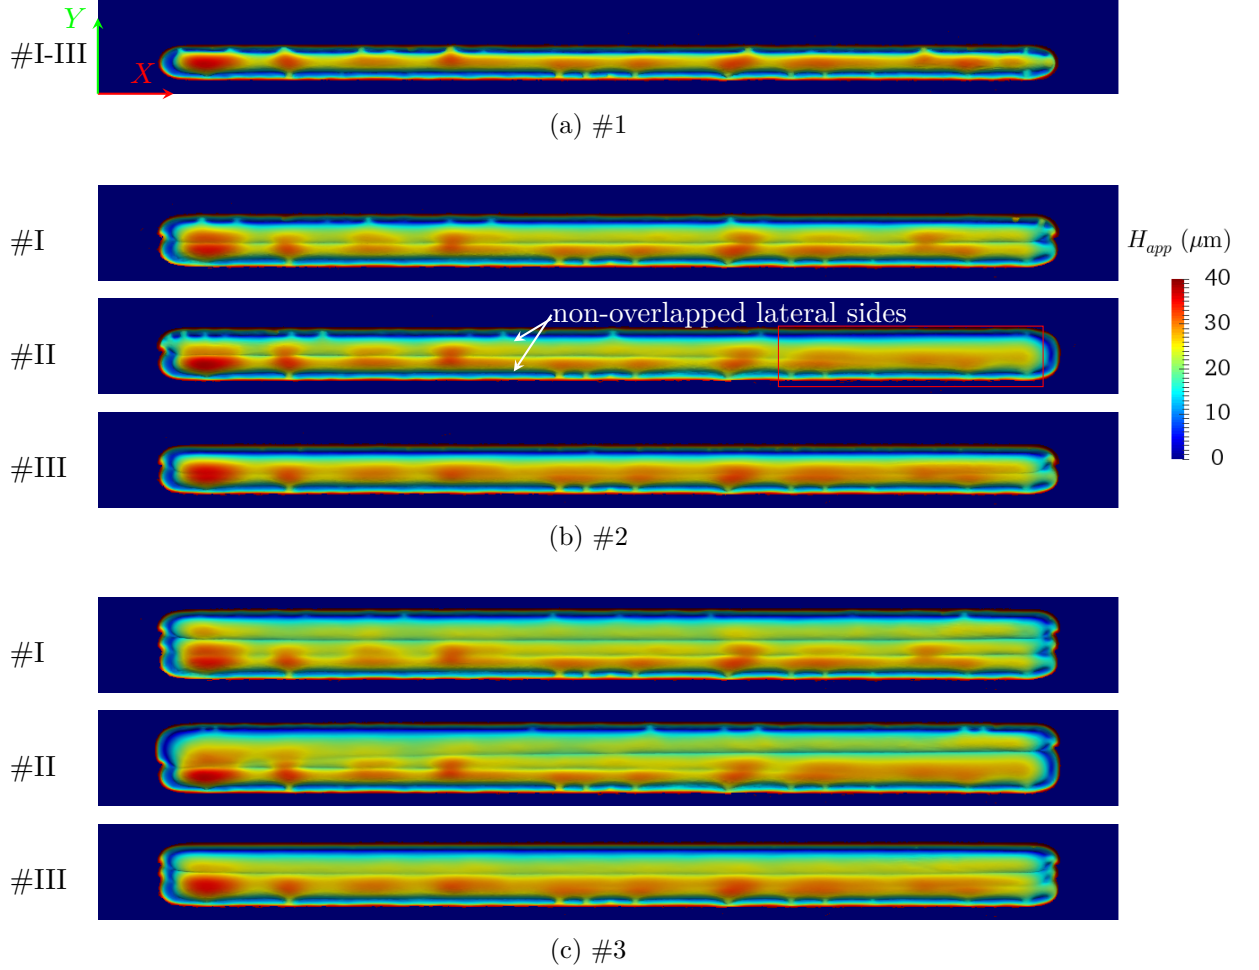 Y
#I-III
X
(a) #1
#I
H_app (μm)
40
non-overlapped lateral sides
30
#II
20
10
#III
0
(b) #2
#I
#II
#III
(c) #3